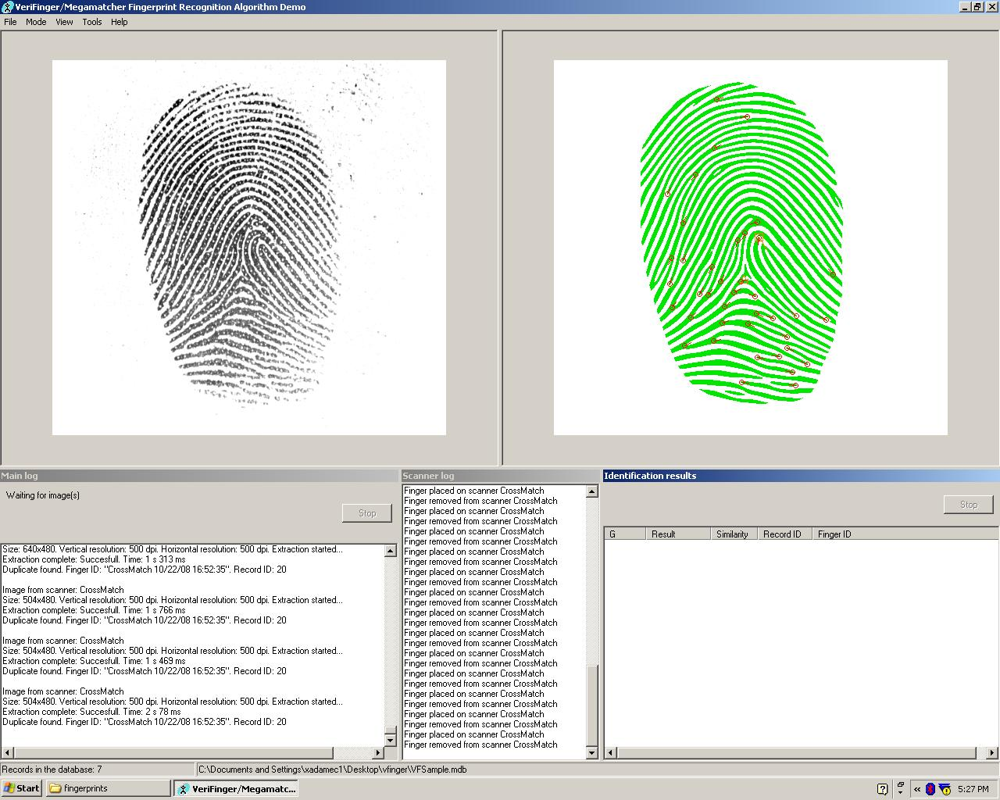 VeriFinger/Megamatcher Fingerprint Recognition Algorithm Demo
File Mode View Tools Help
Main log
Waiting for image(s)
Stop
Size: 640x480. Vertical resolution: 500 dpi. Horizontal resolution: 500 dpi. Extraction started...
Extraction complete: Succesfull. Time: 1 s 313 ms
Duplicate found. Finger ID: "CrossMatch 10/22/08 16:52:35". Record ID: 20
Image from scanner: CrossMatch
Size: 504x480. Vertical resolution: 500 dpi. Horizontal resolution: 500 dpi. Extraction started...
Extraction complete: Succesfull. Time: 1 s 766 ms
Duplicate found. Finger ID: "CrossMatch 10/22/08 16:52:35". Record ID: 20
Image from scanner: CrossMatch
Size: 504x480. Vertical resolution: 500 dpi. Horizontal resolution: 500 dpi. Extraction started...
Extraction complete: Succesfull. Time: 1 s 469 ms
Duplicate found. Finger ID: "CrossMatch 10/22/08 16:52:35". Record ID: 20
Image from scanner: CrossMatch
Size: 504x480. Vertical resolution: 500 dpi. Horizontal resolution: 500 dpi. Extraction started...
Extraction complete: Succesfull. Time: 2 s 78 ms
Duplicate found. Finger ID: "CrossMatch 10/22/08 16:52:35". Record ID: 20
Scanner log
Finger placed on scanner CrossMatch
Finger removed from scanner CrossMatch
Finger placed on scanner CrossMatch
Finger removed from scanner CrossMatch
Finger placed on scanner CrossMatch
Finger removed from scanner CrossMatch
Finger placed on scanner CrossMatch
Finger removed from scanner CrossMatch
Finger placed on scanner CrossMatch
Finger removed from scanner CrossMatch
Finger placed on scanner CrossMatch
Finger removed from scanner CrossMatch
Finger placed on scanner CrossMatch
Finger removed from scanner CrossMatch
Finger placed on scanner CrossMatch
Finger removed from scanner CrossMatch
Finger placed on scanner CrossMatch
Finger removed from scanner CrossMatch
Finger placed on scanner CrossMatch
Finger removed from scanner CrossMatch
Finger placed on scanner CrossMatch
Finger removed from scanner CrossMatch
Finger placed on scanner CrossMatch
Finger removed from scanner CrossMatch
Finger placed on scanner CrossMatch
Finger removed from scanner CrossMatch
Identification results
Stop
G Result Similarity Record ID Finger ID
Records in the database: 7 C:\Documents and Settings\xadamec1\Desktop\vfinger\VFSample.mdb
Start fingerprints VeriFinger/Megamatc... 5:27 PM